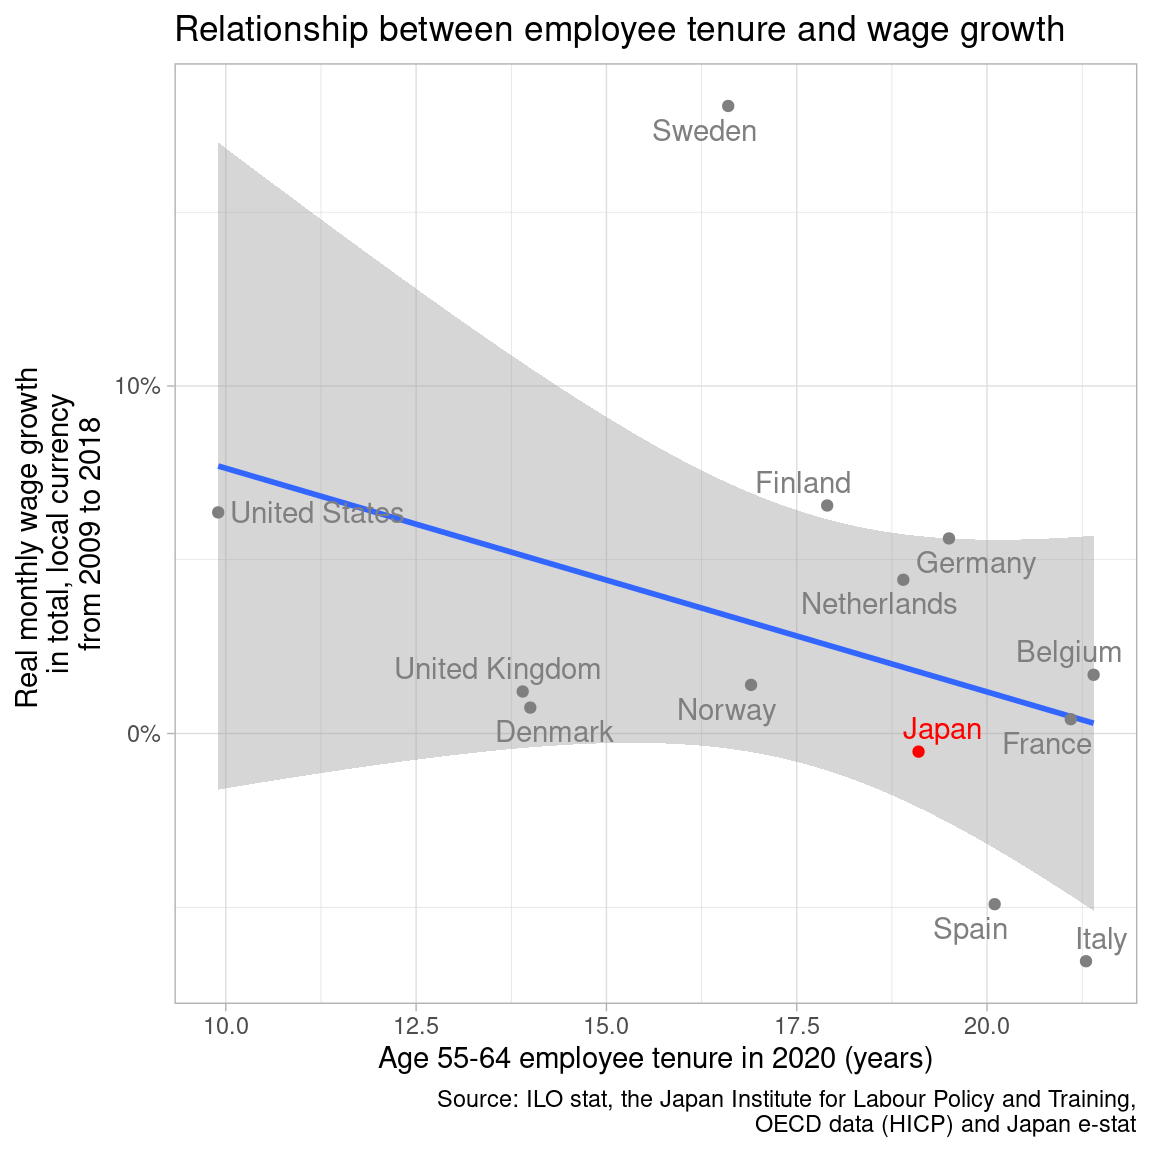 Relationship between employee tenure and wage growth
Real monthly wage growth
in total, local currency
from 2009 to 2018
10%
0%
Sweden
Finland
United States
Germany
Netherlands
Belgium
United Kingdom
Norway
Denmark
Japan
France
Spain
Italy
10.0 12.5 15.0 17.5 20.0
Age 55-64 employee tenure in 2020 (years)
Source: ILO stat, the Japan Institute for Labour Policy and Training,
OECD data (HICP) and Japan e-stat